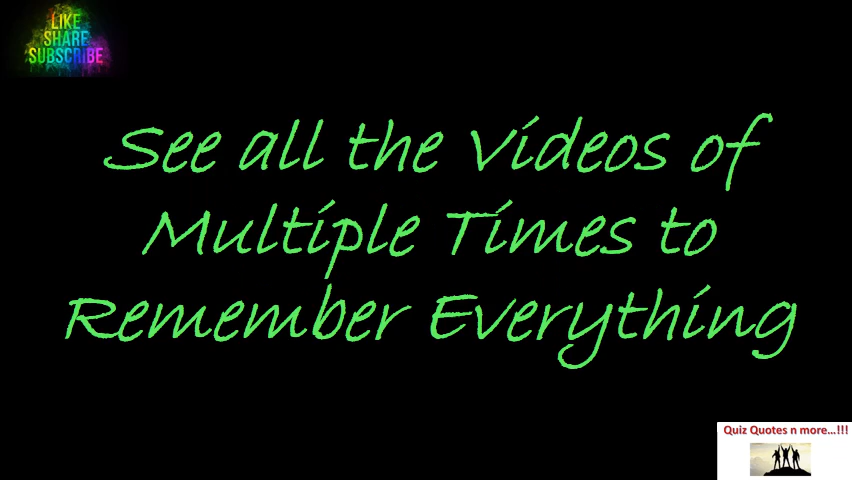 LIKE
SHARE
SUBSCRIBE
See all the Videos of
Multiple Times to
Remember Everything
Quiz Quotes n more...!!!